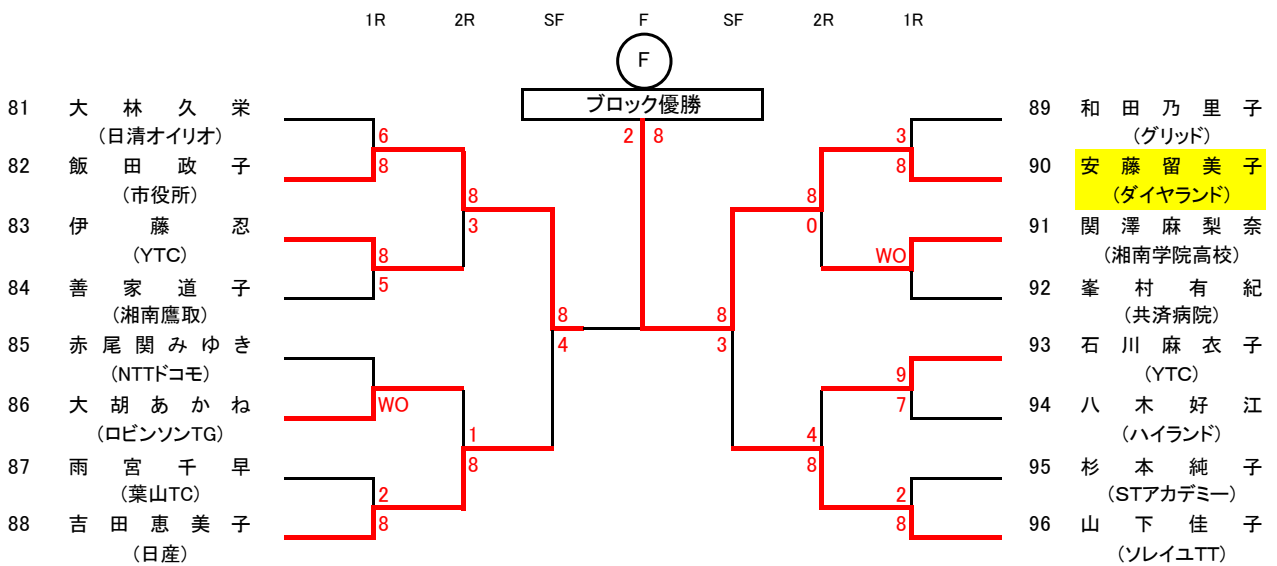 1R 2R SF F SF 2R 1R
F
ブロック優勝
2 8
81 大林久栄
(日清オイリオ)
6
82 飯田政子
8
(市役所)
8
83 伊藤忍
3
(YTC)
8
84 善家道子
5
(湘南鷹取)
8
85 赤尾関みゆき
4
(NTTドコモ)
86 大胡あかね
WO
(ロビンソンTG)
1
87 雨宮千早
8
(葉山TC)
2
88 吉田恵美子
8
(日産)
89 和田乃里子
3
(グリッド)
8
90 安藤留美子
(ダイヤランド)
8
91 関澤麻梨奈
0
(湘南学院高校)
WO
92 峯村有紀
(共済病院)
8
93 石川麻衣子
3
(YTC)
9
94 八木好江
7
(ハイランド)
4
95 杉本純子
8
(STアカデミー)
2
96 山下佳子
8
(ソレイユTT)